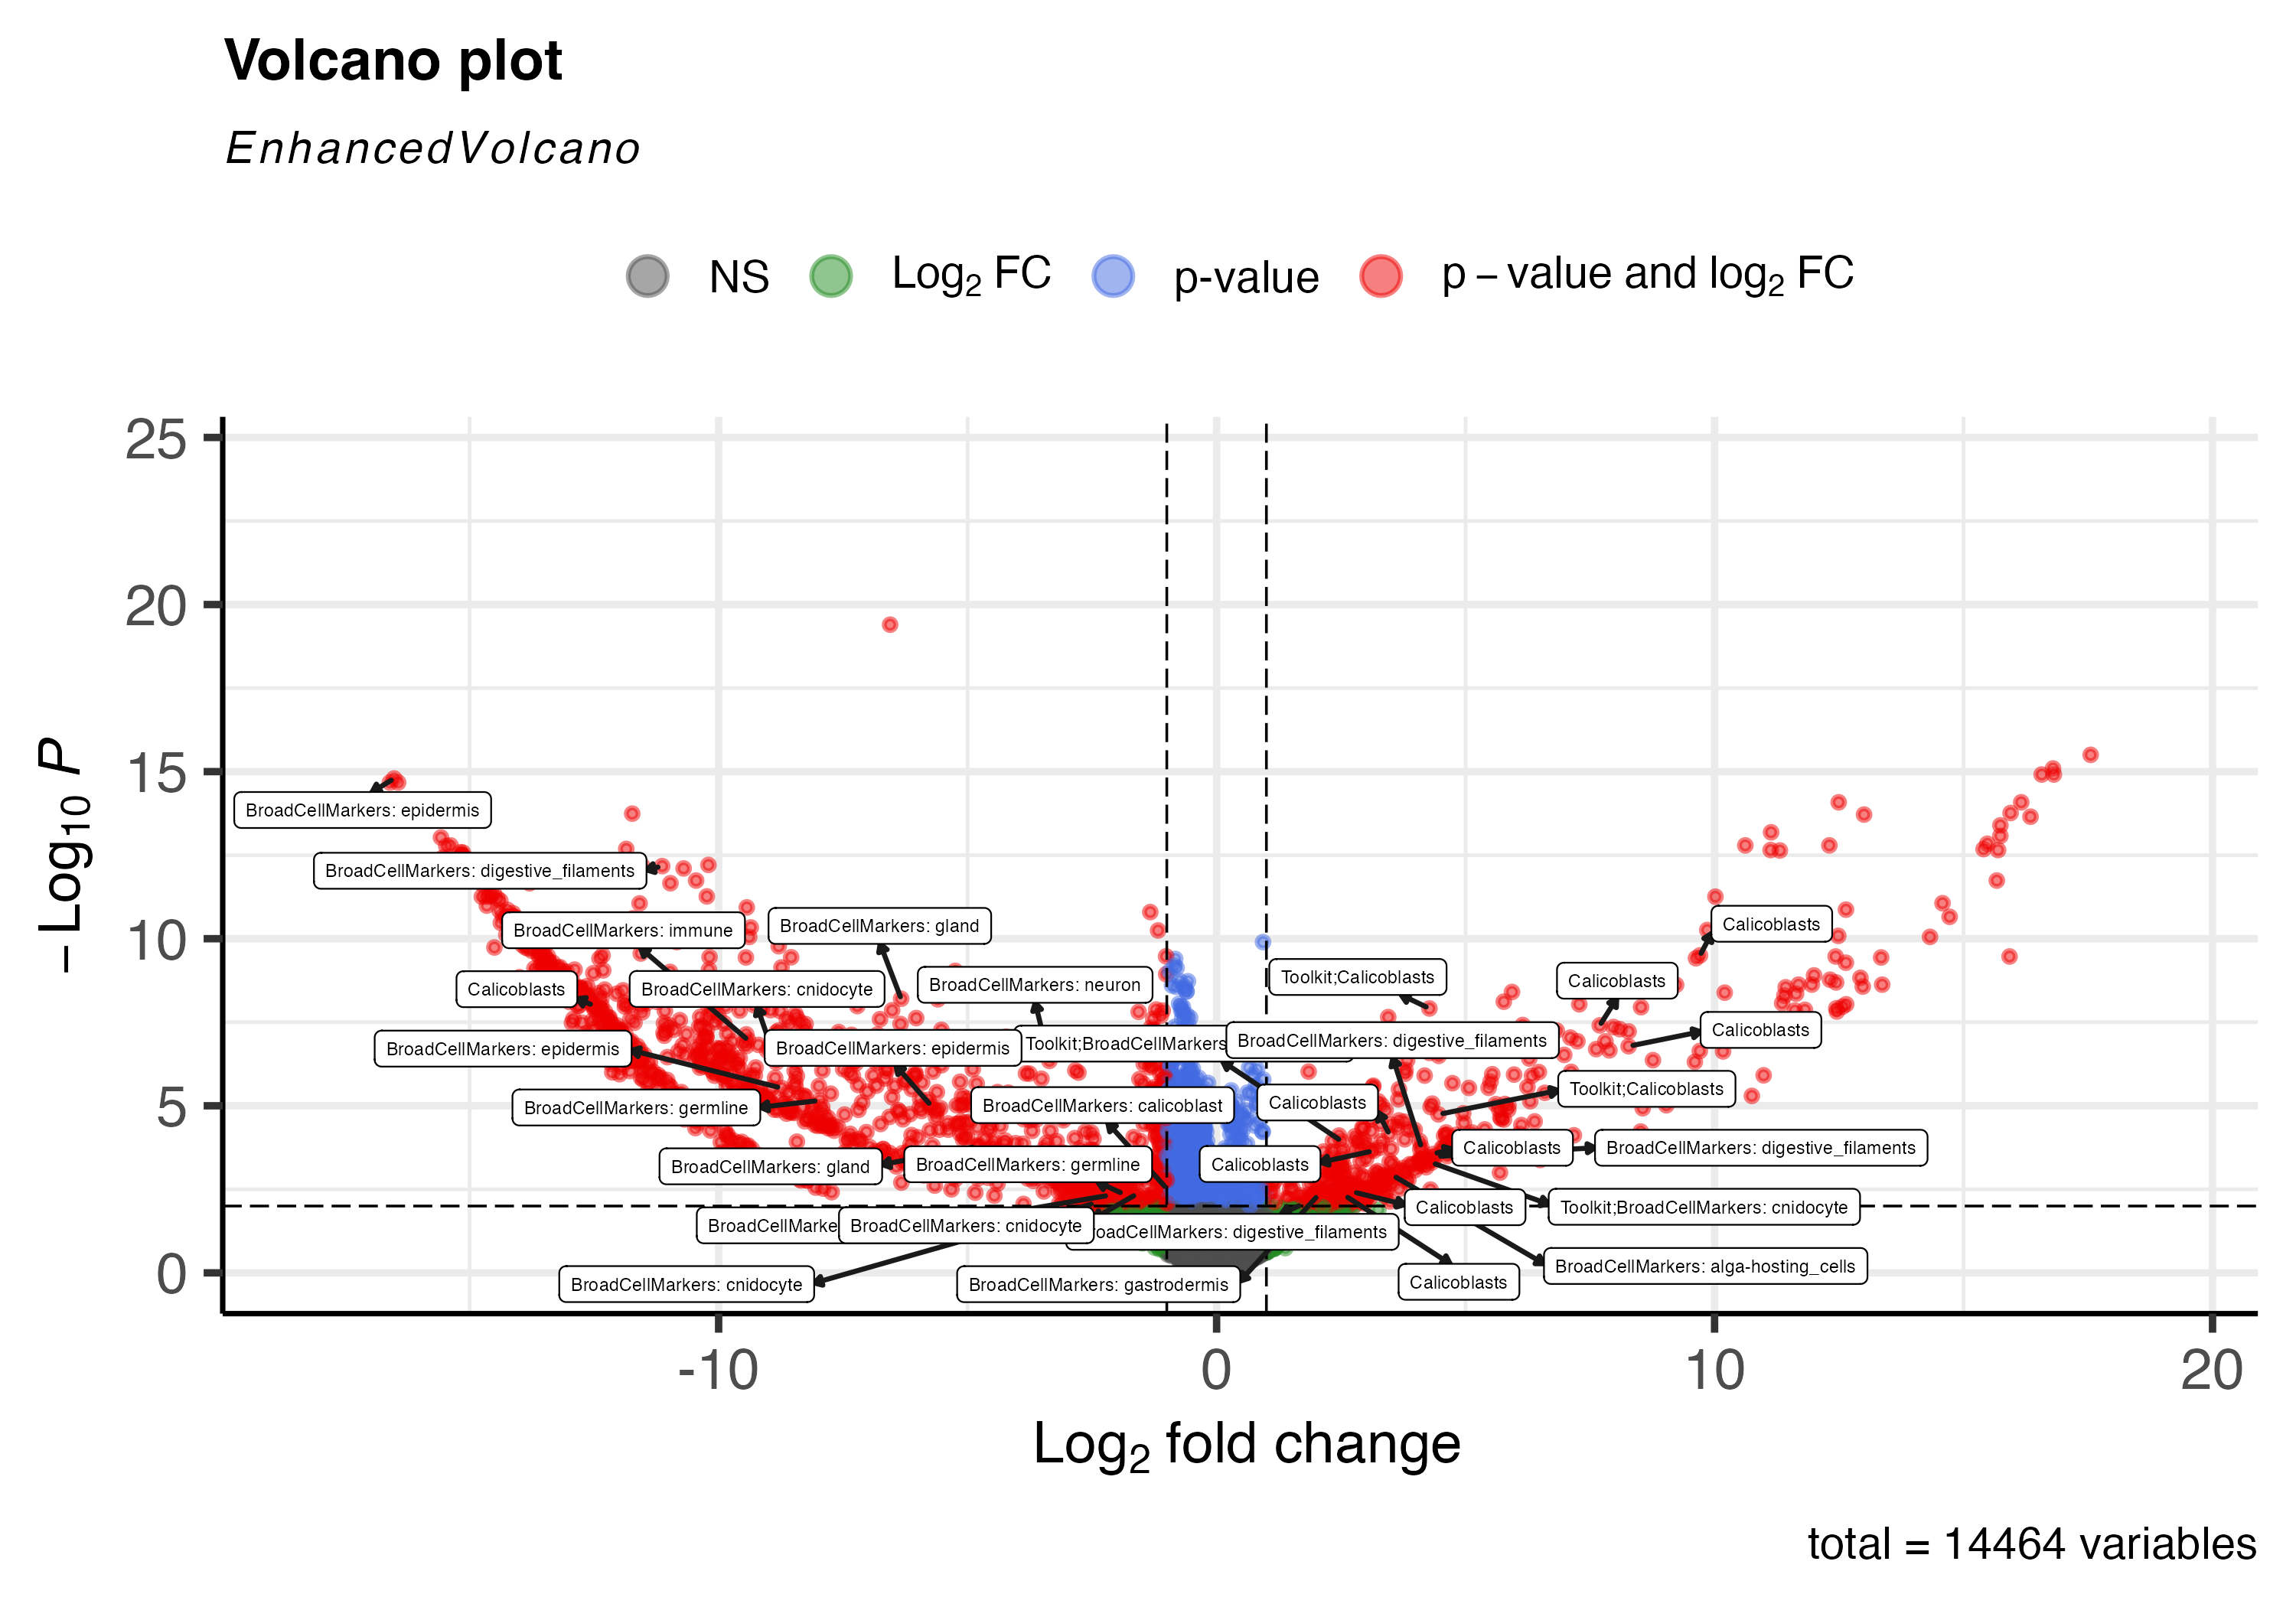 Volcano plot
EnhancedVolcano
NS Log2 FC p-value p – value and log2 FC
–Log10 P
25
20
15
10
5
0
BroadCellMarkers: epidermis
BroadCellMarkers: digestive_filaments
BroadCellMarkers: immune
BroadCellMarkers: gland
Calicoblasts
Calicoblasts
BroadCellMarkers: cnidocyte
BroadCellMarkers: neuron
Toolkit;Calicoblasts
Calicoblasts
BroadCellMarkers: epidermis
BroadCellMarkers: epidermis
Toolkit;BroadCellMarkers
BroadCellMarkers: digestive_filaments
Calicoblasts
BroadCellMarkers: germline
BroadCellMarkers: calicoblast
Calicoblasts
Toolkit;Calicoblasts
BroadCellMarkers: gland
BroadCellMarkers: germline
Calicoblasts
Calicoblasts
BroadCellMarkers: digestive_filaments
BroadCellMarke
BroadCellMarkers: cnidocyte
oadCellMarkers: digestive_filaments
Calicoblasts
Toolkit;BroadCellMarkers: cnidocyte
BroadCellMarkers: cnidocyte
BroadCellMarkers: gastrodermis
Calicoblasts
BroadCellMarkers: alga-hosting_cells
-10 0 10 20
Log2 fold change
total = 14464 variables